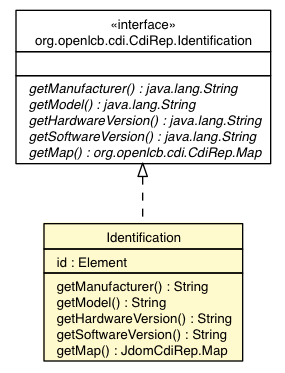 «interface»
org.openlcb.cdi.CdiRep.Identification
getManufacturer() : java.lang.String
getModel() : java.lang.String
getHardwareVersion() : java.lang.String
getSoftwareVersion() : java.lang.String
getMap() : org.openlcb.cdi.CdiRep.Map
Identification
id : Element
getManufacturer() : String
getModel() : String
getHardwareVersion() : String
getSoftwareVersion() : String
getMap() : JdomCdiRep.Map